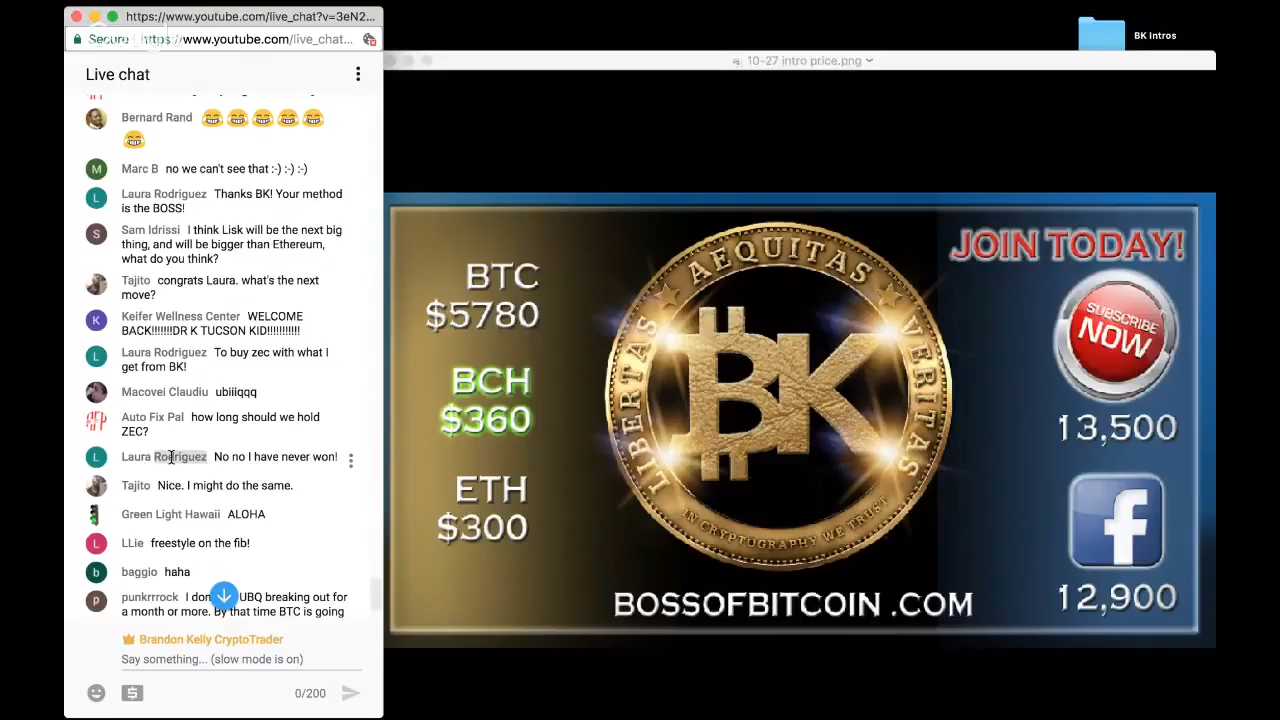 https://www.youtube.com/live_chat?v=3eN2...
Secure
https://www.youtube.com/live_chat...
Live chat
Bernard Rand
Marc B no we can't see that :-) :-) :-)
Laura Rodriguez Thanks BK! Your method
is the BOSS!
Sam Idrissi I think Lisk will be the next big
thing, and will be bigger than Ethereum,
what do you think?
Tajito congrats Laura. what's the next
move?
K
Keifer Wellness Center WELCOME
BACK!!!!!!!DR K TUCSON KID!!!!!!!!!!
Laura Rodriguez To buy zec with what I
get from BK!
Macovei Claudiu ubiiiqqq
Auto Fix Pal how long should we hold
ZEC?
Laura Rodriguez No no I have never won!
Tajito Nice. I might do the same.
Green Light Hawaii ALOHA
LLie freestyle on the fib!
baggio haha
punkrrrock I don UBQ breaking out for
a month or more. By that time BTC is going
Brandon Kelly CryptoTrader
Say something... (slow mode is on)
0/200
BK Intros
10-27 intro price.png
BTC
$5780
BCH
$360
ETH
$300
AEQUITAS
LIBERTAS
VERITAS
BK
IN CRYPTOGRAPHY WE TRUST
JOIN TODAY!
SUBSCRIBE
NOW
13,500
f
12,900
BOSSOFBITCOIN .COM